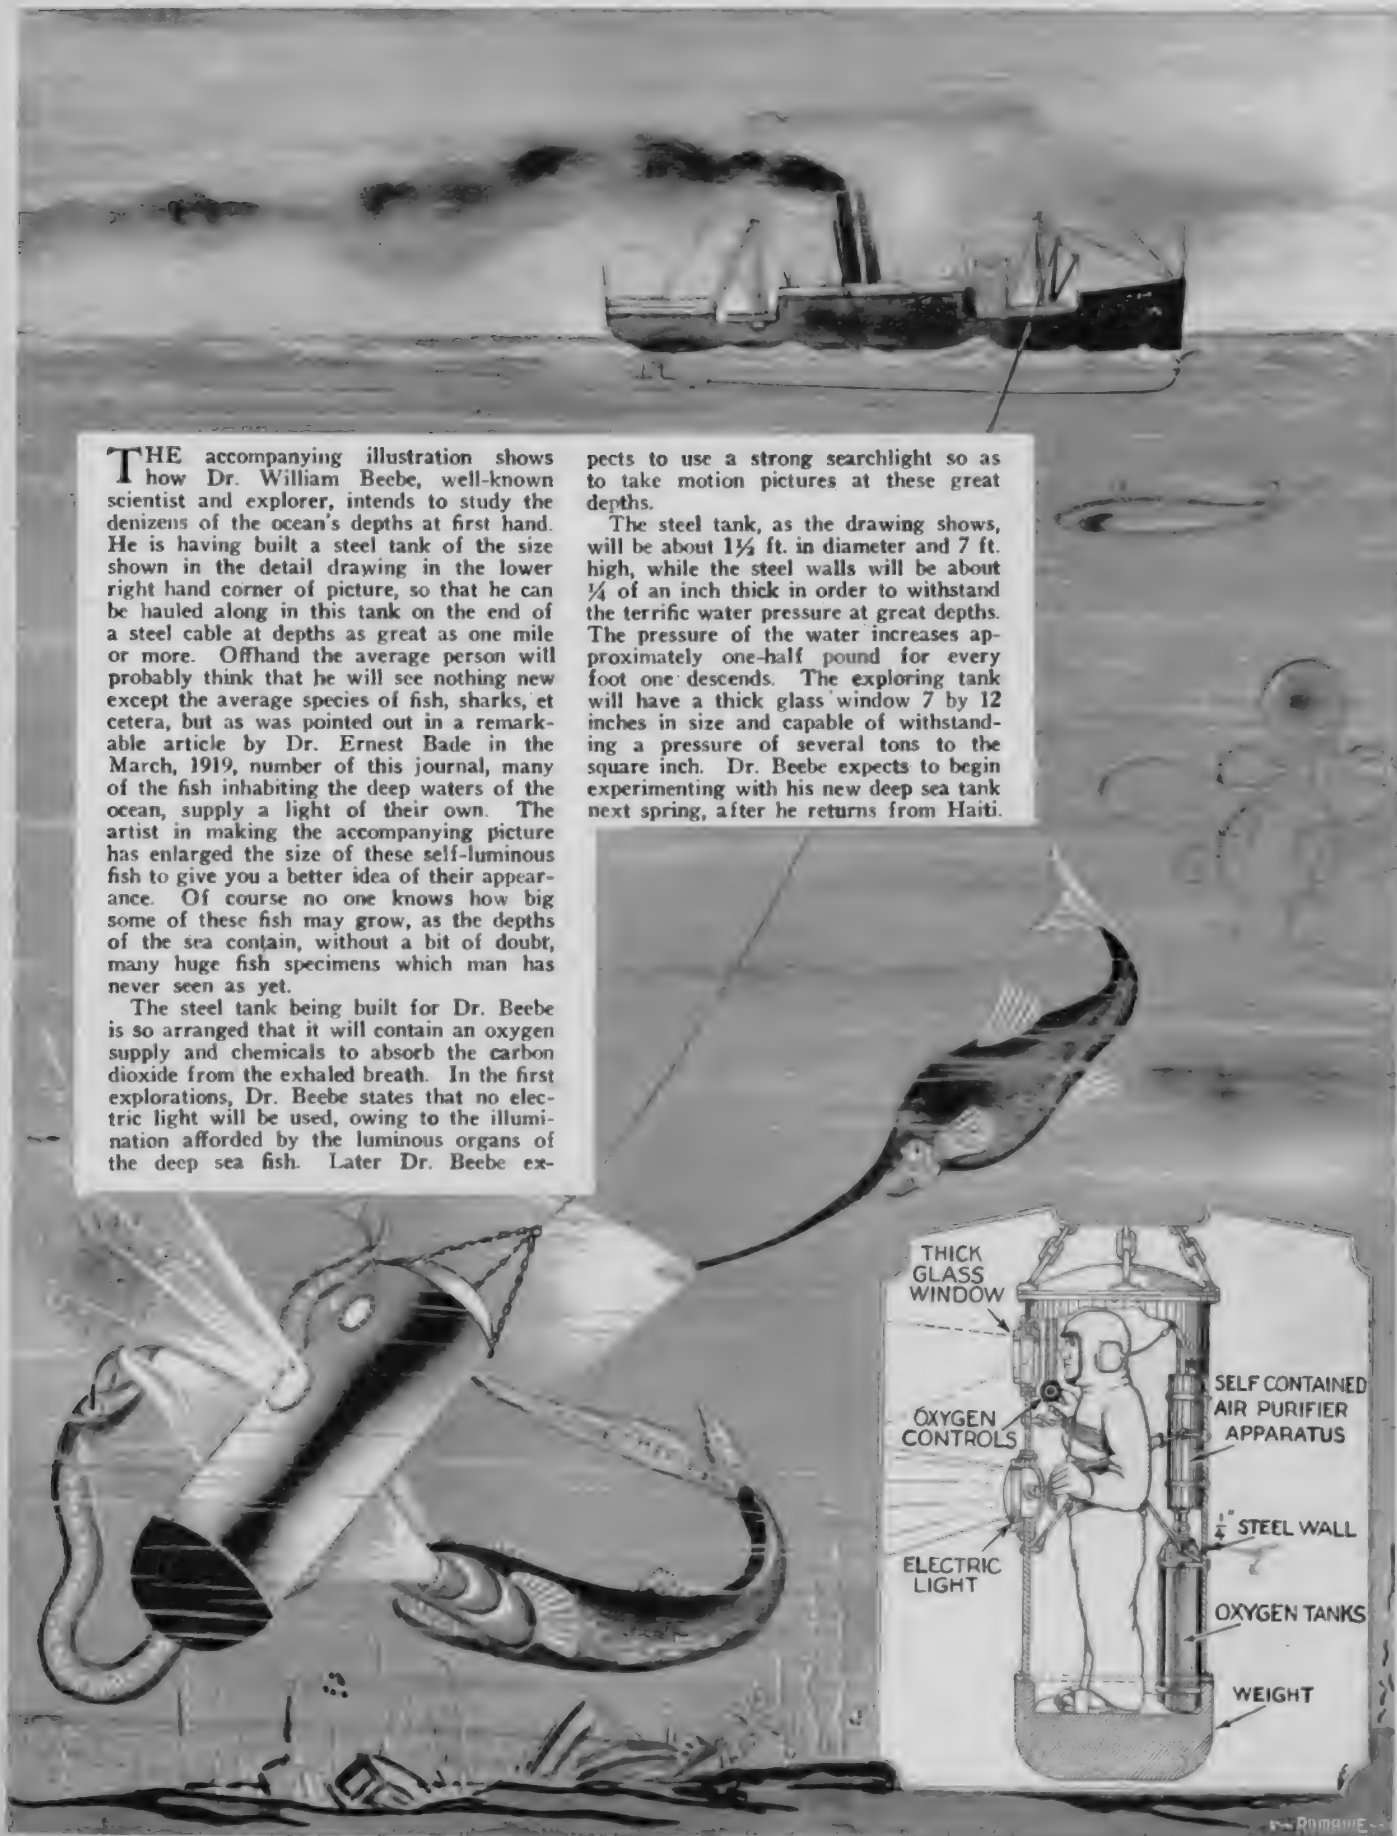 THE accompanying illustration shows
how Dr. William Beebe, well-known
scientist and explorer, intends to study the
denizens of the ocean's depths at first hand.
He is having built a steel tank of the size
shown in the detail drawing in the lower
right hand corner of picture, so that he can
be hauled along in this tank on the end of
a steel cable at depths as great as one mile
or more. Offhand the average person will
probably think that he will see nothing new
except the average species of fish, sharks, et
cetera, but as was pointed out in a remark-
able article by Dr. Ernest Bade in the
March, 1919, number of this journal, many
of the fish inhabiting the deep waters of the
ocean, supply a light of their own. The
artist in making the accompanying picture
has enlarged the size of these self-luminous
fish to give you a better idea of their appear-
ance. Of course no one knows how big
some of these fish may grow, as the depths
of the sea contain, without a bit of doubt,
many huge fish specimens which man has
never seen as yet.
The steel tank being built for Dr. Beebe
is so arranged that it will contain an oxygen
supply and chemicals to absorb the carbon
dioxide from the exhaled breath. In the first
explorations, Dr. Beebe states that no elec-
tric light will be used, owing to the illumi-
nation afforded by the luminous organs of
the deep sea fish. Later Dr. Beebe ex-
pects to use a strong searchlight so as
to take motion pictures at these great
depths.
The steel tank, as the drawing shows,
will be about 1½ ft. in diameter and 7 ft.
high, while the steel walls will be about
¼ of an inch thick in order to withstand
the terrific water pressure at great depths.
The pressure of the water increases ap-
proximately one-half pound for every
foot one descends. The exploring tank
will have a thick glass window 7 by 12
inches in size and capable of withstand-
ing a pressure of several tons to the
square inch. Dr. Beebe expects to begin
experimenting with his new deep sea tank
next spring, after he returns from Haiti.
THICK
GLASS
WINDOW
OXYGEN
CONTROLS
ELECTRIC
LIGHT
SELF CONTAINED
AIR PURIFIER
APPARATUS
¼" STEEL WALL
OXYGEN TANKS
WEIGHT